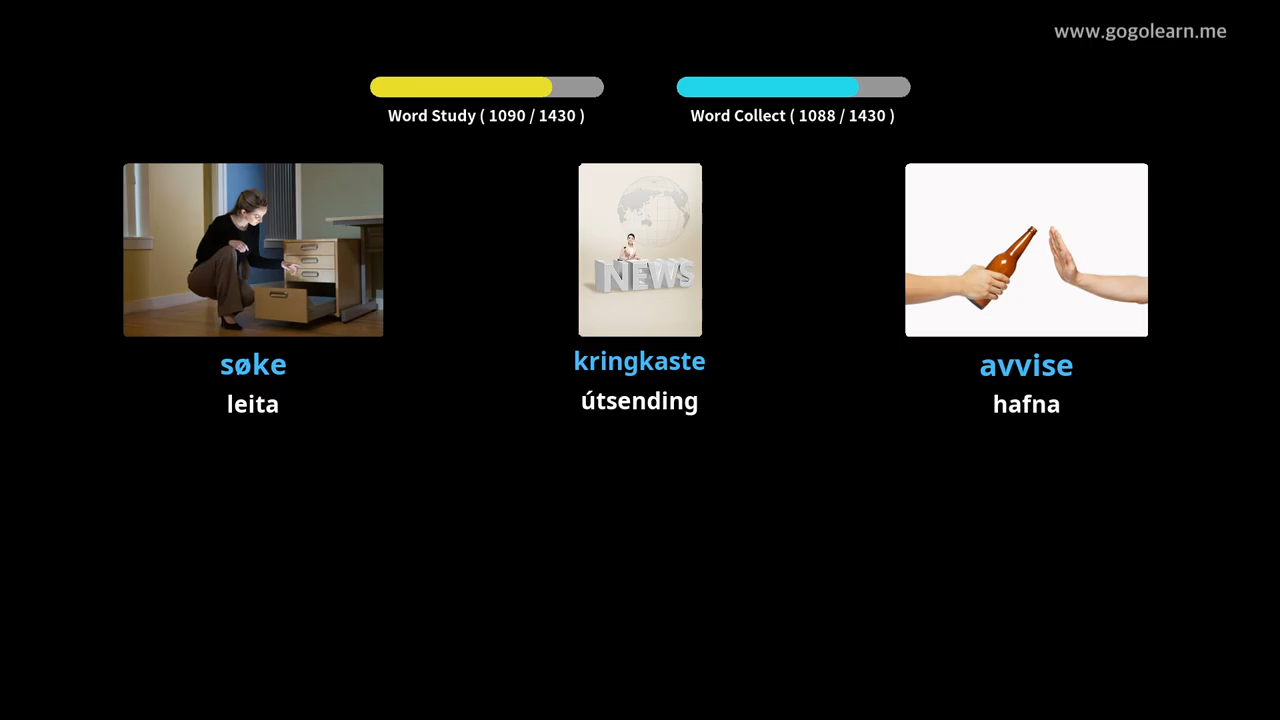 www.gogolearn.me
Word Study ( 1090 / 1430 )
Word Collect ( 1088 / 1430 )
NEWS
søke
kringkaste
avvise
leita
útsending
hafna